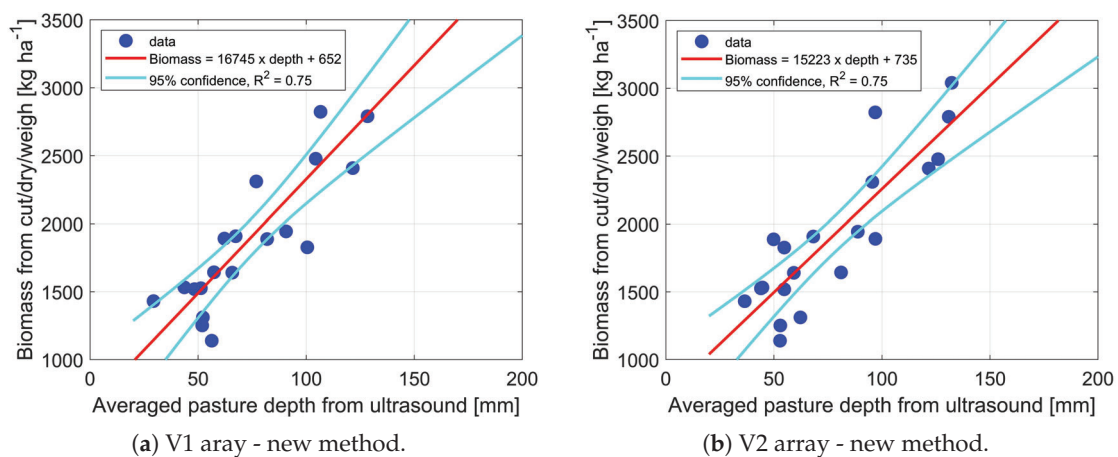 Biomass from cut/dry/weigh [kg ha⁻¹]
3500
3000
2500
2000
1500
1000
data
Biomass = 16745 x depth + 652
95% confidence, R² = 0.75
0 50 100 150 200
Averaged pasture depth from ultrasound [mm]
(a) V1 aray - new method.
Biomass from cut/dry/weigh [kg ha⁻¹]
3500
3000
2500
2000
1500
1000
data
Biomass = 15223 x depth + 735
95% confidence, R² = 0.75
0 50 100 150 200
Averaged pasture depth from ultrasound [mm]
(b) V2 array - new method.